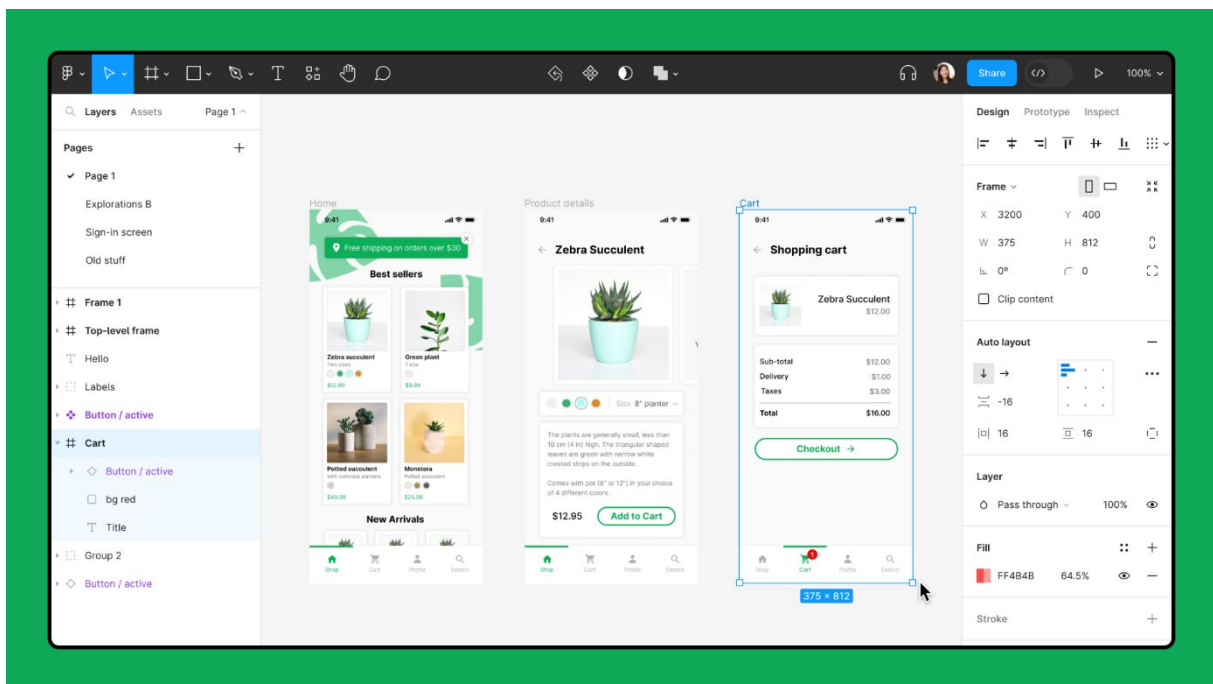 Share
100%
Layers Assets Page 1
Pages
Page 1
Explorations B
Sign-in screen
Old stuff
Frame 1
Top-level frame
Hello
Labels
Button / active
Cart
Button / active
bg red
Title
Group 2
Button / active
Home
9:41
Free shipping on orders over $30
Best sellers
Zebra succulent
Two sizes
$12.99
Green plant
1 size
$9.99
Potted succulent
with concrete planters
$49.99
Monstera
Potted succulent
$25.99
New Arrivals
Shop Cart Profile Search
Product details
9:41
Zebra Succulent
Size 8" planter
The plants are generally small, less than
10 cm (4 in) high. The triangular shaped
leaves are green with narrow white
crested strips on the outside.
Comes with pot (8" or 12") in your choice
of 4 different colors.
$12.95 Add to Cart
Shop Cart Profile Search
Cart
9:41
Shopping cart
Zebra Succulent
$12.00
Sub-total $12.00
Delivery $1.00
Taxes $3.00
Total $16.00
Checkout
1
Shop Cart Profile Search
375 × 812
Design Prototype Inspect
Frame
X 3200 Y 400
W 375 H 812
0° 0
Clip content
Auto layout
-16
16 16
Layer
Pass through 100%
Fill
FF4B4B 64.5%
Stroke